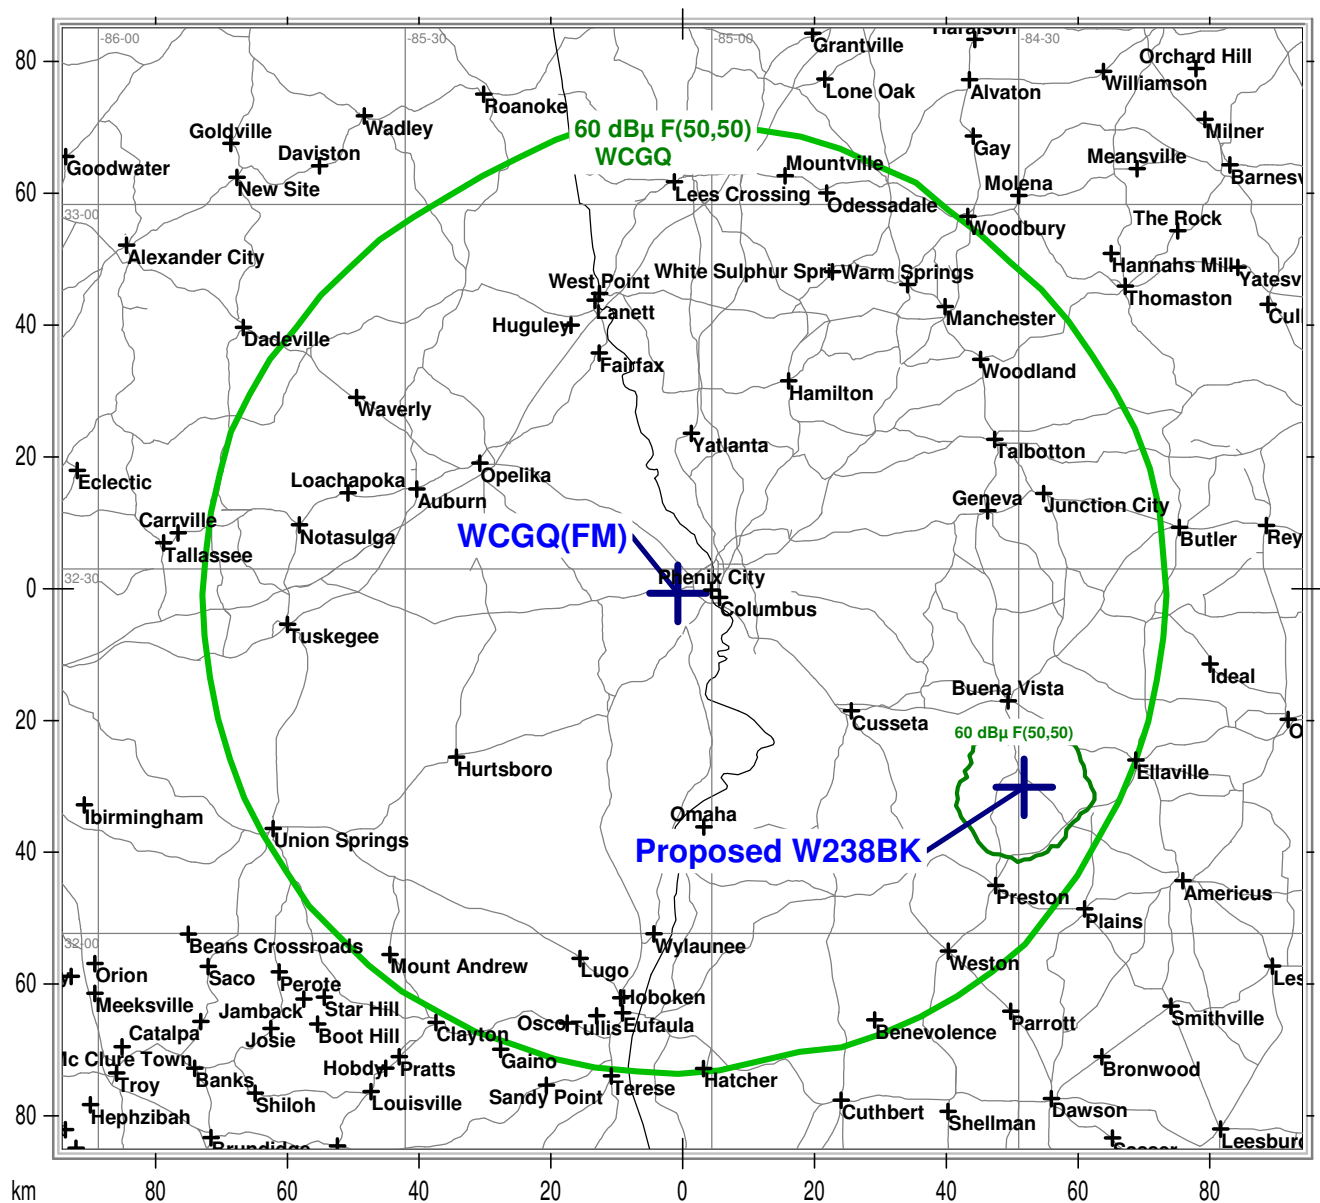 -86-00
-85-30
-85-00
-84-30
80
Grantville
Orchard Hill
Lone Oak
Alvaton
Williamson
Roanoke
Goldville
Wadley
60 dBµ F(50,50)
WCGQ
Milner
Gay
Daviston
Mountville
Meansville
Goodwater
Molena
60
New Site
Lees Crossing
Odessadale
33-00
Woodbury
The Rock
Alexander City
White Sulphur Spri
Warm Springs
Hannahs Mill
West Point
Thomaston
Lanett
Manchester
40
Huguley
Dadeville
Fairfax
Woodland
Hamilton
Waverly
20
Yatlanta
Talbotton
Opelika
Eclectic
Loachapoka
Auburn
Geneva
Junction City
Carrville
Notasulga
WCGQ(FM)
Butler
Rey
Tallassee
32-30
Phenix City
0
Columbus
Tuskegee
Ideal
Buena Vista
20
Cusseta
60 dBµ F(50,50)
Hurtsboro
Ellaville
Ibirmingham
Omaha
Union Springs
40
Proposed W238BK
Preston
Americus
Plains
32-00
Beans Crossroads
Wylaunee
Mount Andrew
Weston
Orion
Saco
Lugo
60
Perote
Hoboken
Meeksville
Jamback
Star Hill
Smithville
Catalpa
Josie
Boot Hill
Clayton
Osco
Tullis
Eufaula
Benevolence
Parrott
Mc Clure Town
Hobdy
Pratts
Gaino
Bronwood
Troy
Banks
Hatcher
Terese
Sandy Point
Shiloh
Louisville
80
Hephzibah
Cuthbert
Shellman
Dawson
Leesburg
km
80
60
40
20
0
20
40
60
80